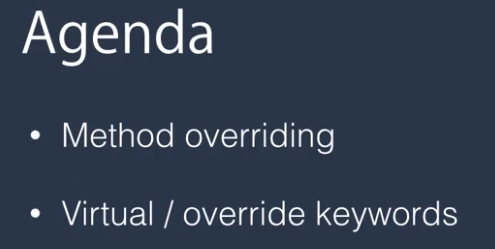 Agenda
• Method overriding
• Virtual / override keywords